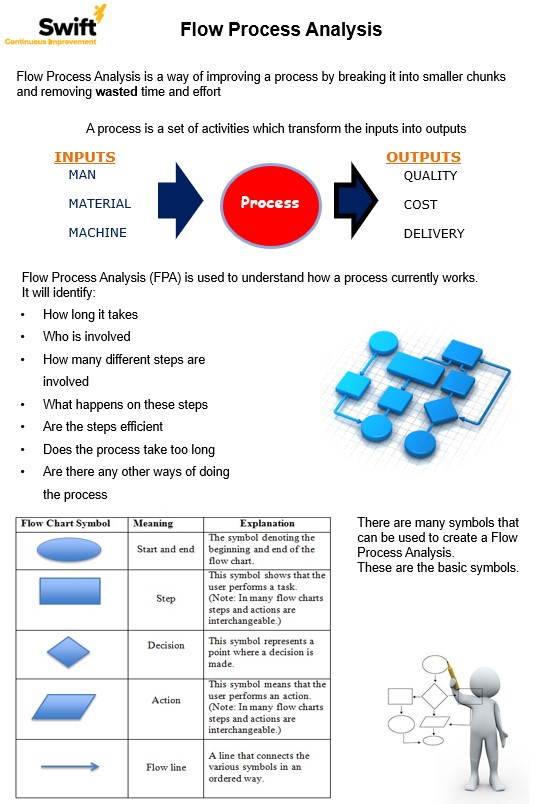 Swift
Continuous Improvement
Flow Process Analysis
Flow Process Analysis is a way of improving a process by breaking it into smaller chunks
and removing wasted time and effort
A process is a set of activities which transform the inputs into outputs
INPUTS
MAN
MATERIAL
MACHINE
Process
OUTPUTS
QUALITY
COST
DELIVERY
Flow Process Analysis (FPA) is used to understand how a process currently works.
It will identify:
• How long it takes
• Who is involved
• How many different steps are
involved
• What happens on these steps
• Are the steps efficient
• Does the process take too long
• Are there any other ways of doing
the process
Flow Chart Symbol Meaning Explanation
Start and end
The symbol denoting the
beginning and end of the
flow chart.
Step
This symbol shows that the
user performs a task.
(Note: In many flow charts
steps and actions are
interchangeable.)
Decision
This symbol represents a
point where a decision is
made.
Action
This symbol means that the
user performs an action.
(Note: In many flow charts
steps and actions are
interchangeable.)
Flow line
A line that connects the
various symbols in an
ordered way.
There are many symbols that
can be used to create a Flow
Process Analysis.
These are the basic symbols.